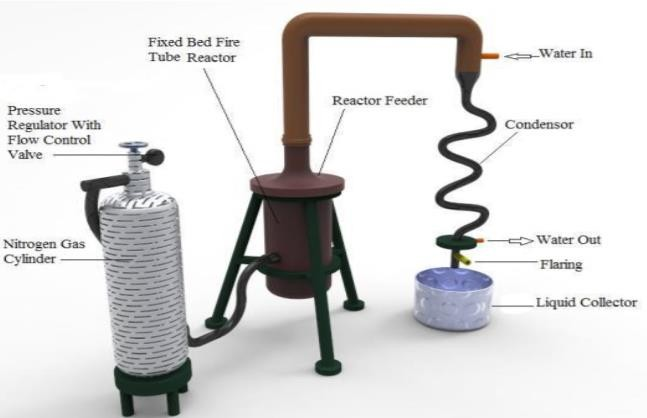 Fixed Bed Fire
Tube Reactor
Water In
Reactor Feeder
Pressure
Regulator With
Flow Control
Valve
Condensor
Nitrogen Gas
Cylinder
Water Out
Flaring
Liquid Collector